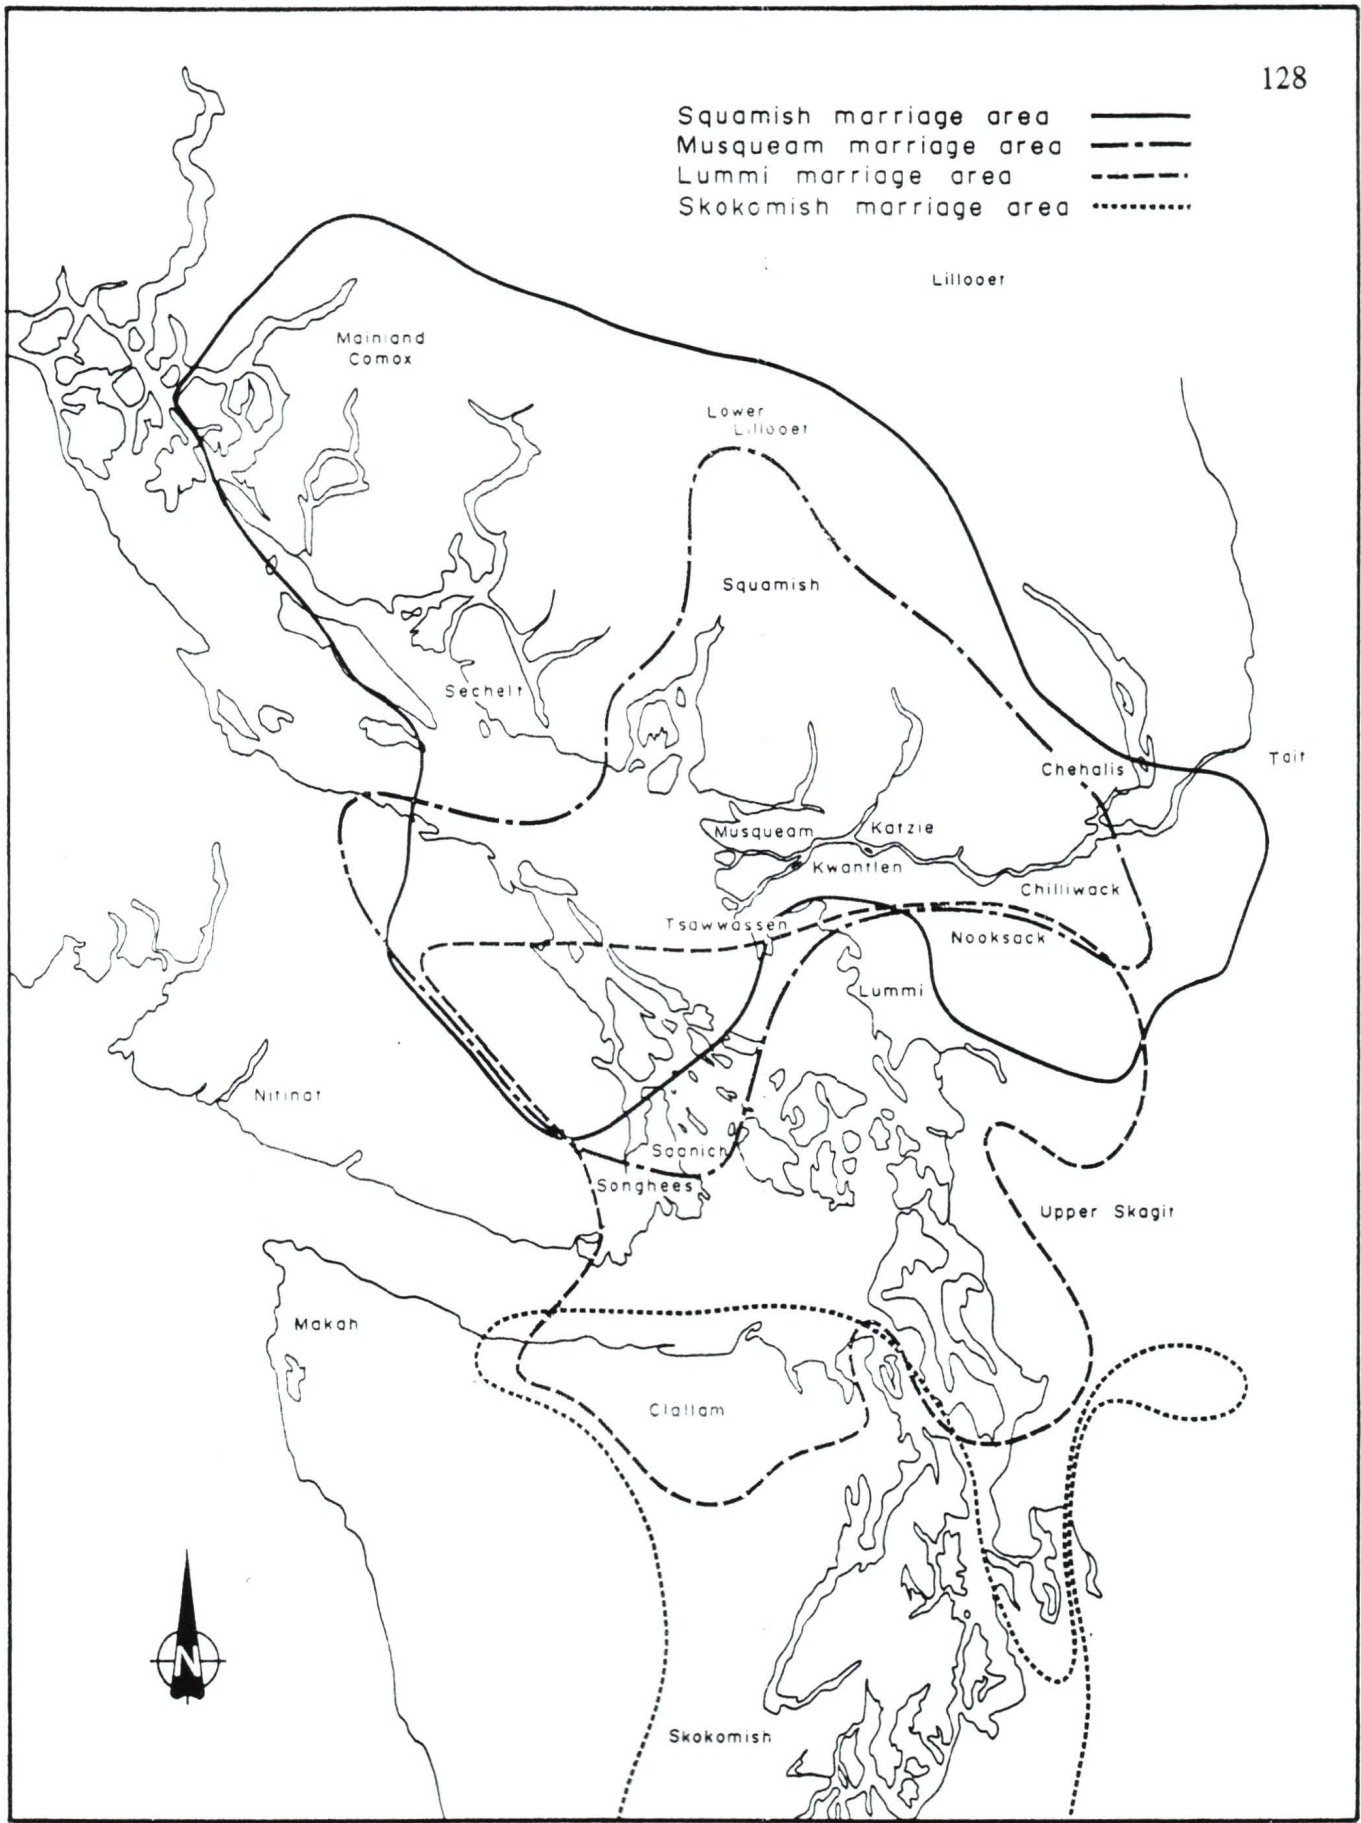 128
Squamish marriage area
Musqueam marriage area
Lummi marriage area
Skokomish marriage area
Lillooet
Mainland
Comox
Lower
Lillooet
Squamish
Sechelt
Chehalis
Tait
Musqueam
Katzie
Kwantlen
Chilliwack
Tsawwassen
Nooksack
Lummi
Nitinat
Saanich
Songhees
Upper Skagit
Makah
Clallam
N
Skokomish